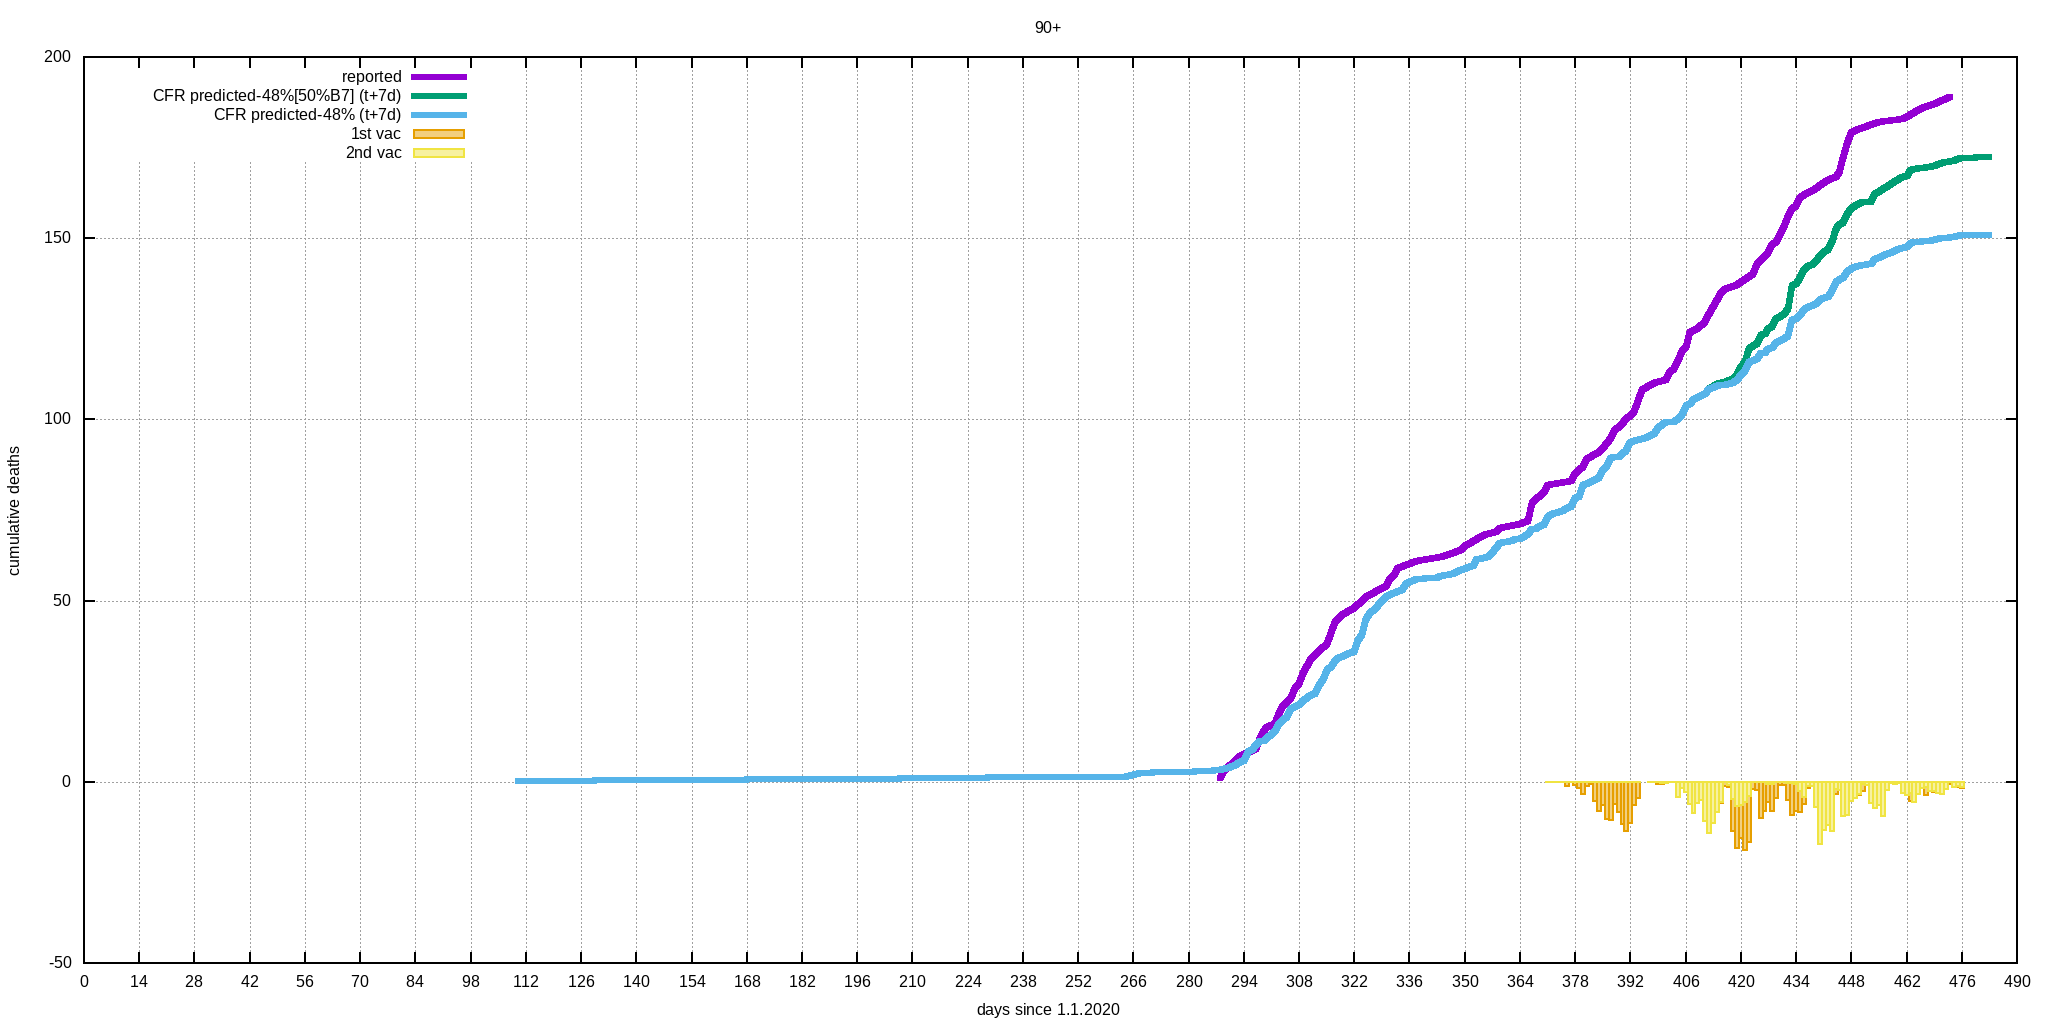 90+
200
150
100
50
0
-50
cumulative deaths
reported
CFR predicted-48%[50%B7] (t+7d)
CFR predicted-48% (t+7d)
1st vac
2nd vac
0 14 28 42 56 70 84 98 112 126 140 154 168 182 196 210 224 238 252 266 280 294 308 322 336 350 364 378 392 406 420 434 448 462 476 490
days since 1.1.2020